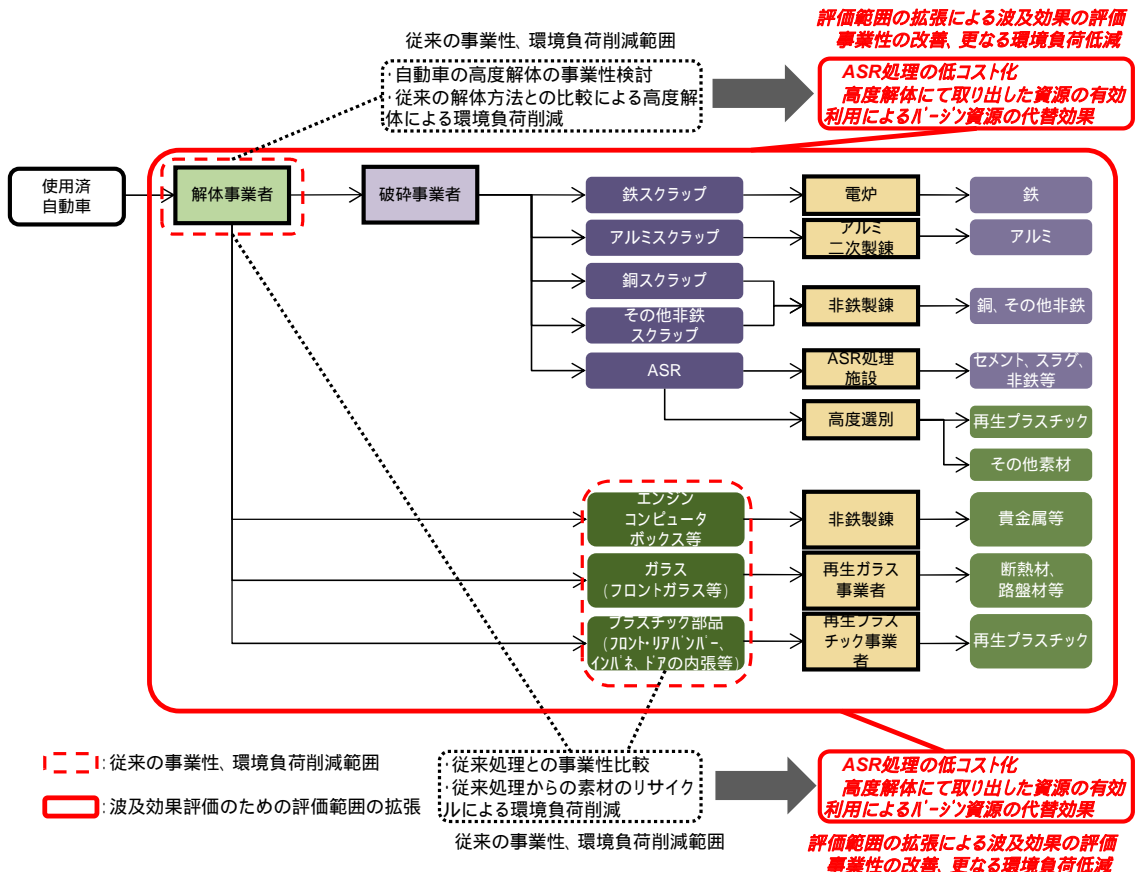 評価範囲の拡張による波及効果の評価
事業性の改善、更なる環境負荷低減
従来の事業性、環境負荷削減範囲
・自動車の高度解体の事業性検討
・従来の解体方法との比較による高度解
体による環境負荷削減
ASR処理の低コスト化
高度解体にて取り出した資源の有効
利用によるバージン資源の代替効果
使用済
自動車
解体事業者
破砕事業者
鉄スクラップ
電炉
鉄
アルミスクラップ
アルミ
二次製錬
アルミ
銅スクラップ
その他非鉄
スクラップ
非鉄製錬
銅、その他非鉄
ASR
ASR処理
施設
セメント、スラグ、
非鉄等
高度選別
再生プラスチック
その他素材
エンジン
コンピュータ
ボックス等
非鉄製錬
貴金属等
ガラス
(フロントガラス等)
再生ガラス
事業者
断熱材、
路盤材等
プラスチック部品
(フロント・リアバンパー、
インパネ、ドアの内張等)
再生プラス
チック事業
者
再生プラスチック
:従来の事業性、環境負荷削減範囲
:波及効果評価のための評価範囲の拡張
・従来処理との事業性比較
・従来処理からの素材のリサイク
ルによる環境負荷削減
従来の事業性、環境負荷削減範囲
ASR処理の低コスト化
高度解体にて取り出した資源の有効
利用によるバージン資源の代替効果
評価範囲の拡張による波及効果の評価
事業性の改善、更なる環境負荷低減